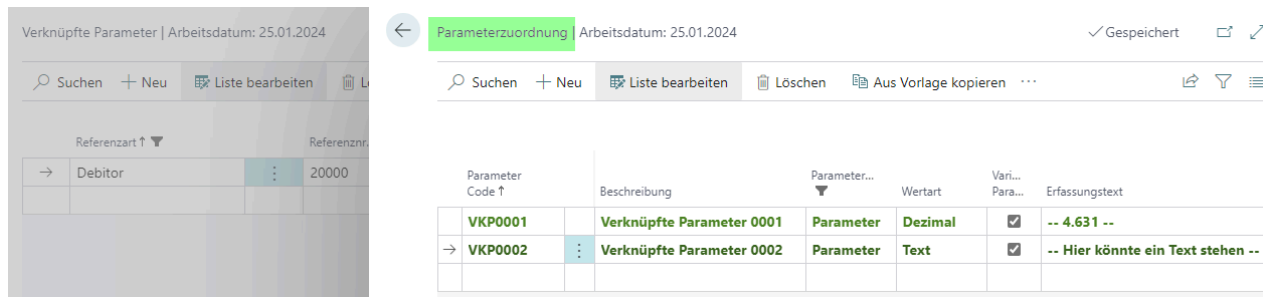 Verknüpfte Parameter | Arbeitsdatum: 25.01.2024
Suchen Neu Liste bearbeiten
Referenzart Referenznr.
Debitor 20000
Parameterzuordnung | Arbeitsdatum: 25.01.2024 Gespeichert
Suchen Neu Liste bearbeiten Löschen Aus Vorlage kopieren ...
Parameter Code Beschreibung Parameter... Wertart Vari... Para... Erfassungstext
VKP0001 Verknüpfte Parameter 0001 Parameter Dezimal -- 4.631 --
VKP0002 Verknüpfte Parameter 0002 Parameter Text -- Hier könnte ein Text stehen --